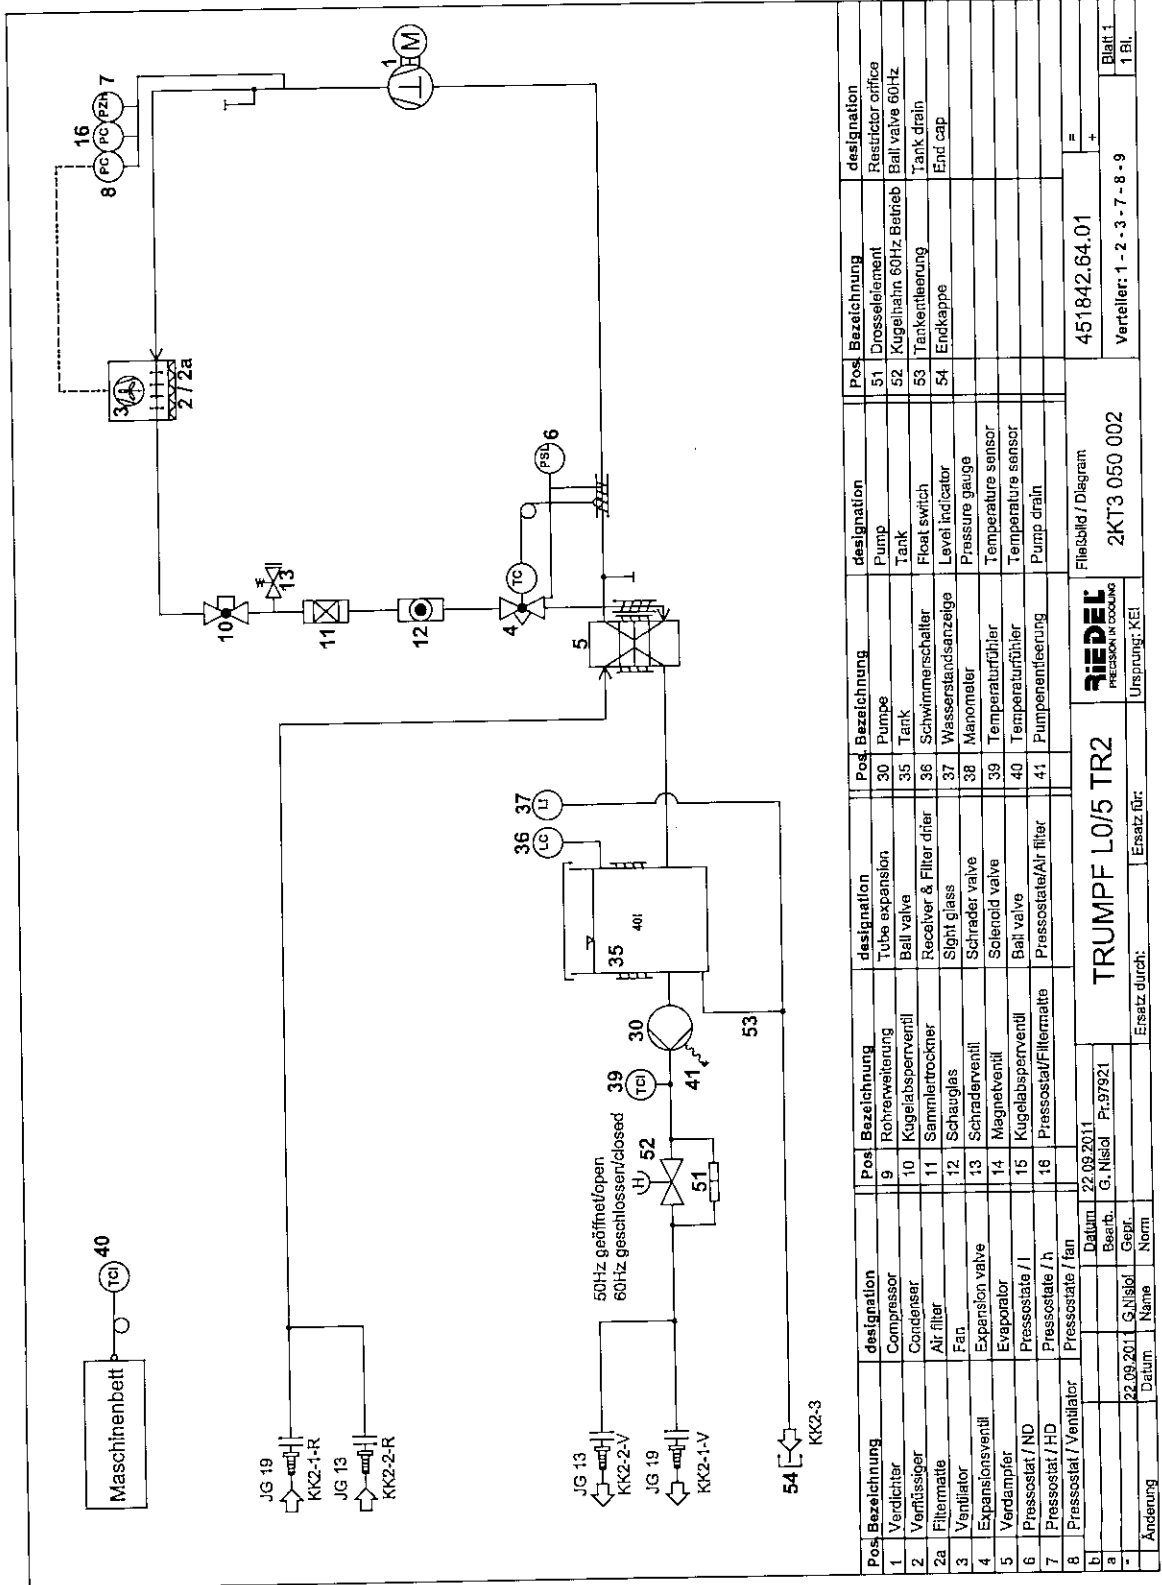 Maschinenbett
TCI
40
JG 19
KK2-1-R
JG 13
KK2-2-R
JG 13
KK2-2-V
JG 19
KK2-1-V
54
KK2-3
50Hz geöffnet/open
60Hz geschlossen/closed
H
52
51
39
TCI
41
30
53
35
40l
36
LC
37
LI
5
4
TC
PSL
6
12
11
10
13
3
2 / 2a
8
PC
16
PC
PZH
7
1
M
Pos. Bezeichnung designation
1 Verdichter Compressor
2 Verflüssiger Condenser
2a Filtermatte Air filter
3 Ventilator Fan
4 Expansionsventil Expansion valve
5 Verdampfer Evaporator
6 Pressostat / ND Pressostate / l
7 Pressostat / HD Pressostate / h
8 Pressostat / Ventilator Pressostate / fan
Pos. Bezeichnung designation
9 Rohrerweiterung Tube expansion
10 Kugelabsperrventil Ball valve
11 Sammlertrockner Receiver & Filter drier
12 Schauglas Sight glass
13 Schraderventil Schrader valve
14 Magnetventil Solenoid valve
15 Kugelabsperrventil Ball valve
16 Pressostat/Filtermatte Pressostate/Air filter
Pos. Bezeichnung designation
30 Pumpe Pump
35 Tank Tank
36 Schwimmerschalter Float switch
37 Wasserstandsanzeige Level indicator
38 Manometer Pressure gauge
39 Temperaturfühler Temperature sensor
40 Temperaturfühler Temperature sensor
41 Pumpenentleerung Pump drain
Pos. Bezeichnung designation
51 Drosselelement Restrictor orifice
52 Kugelhahn 60Hz Betrieb Ball valve 60Hz
53 Tankentleerung Tank drain
54 Endkappe End cap
b
a
- 22.09.2011 G.Nisiol
Änderung Datum Name
Datum 22.09.2011
Bearb. G. Nisiol Pr.97921
Gepr.
Norm
TRUMPF L0/5 TR2
Ersatz durch:
Ersatz für:
RIEDEL
PRECISION IN COOLING
Ursprung: KEI
Fließbild / Diagram
2KT3 050 002
451842.64.01
=
+
Verteiler: 1 - 2 - 3 - 7 - 8 - 9
Blatt 1
1 Bl.